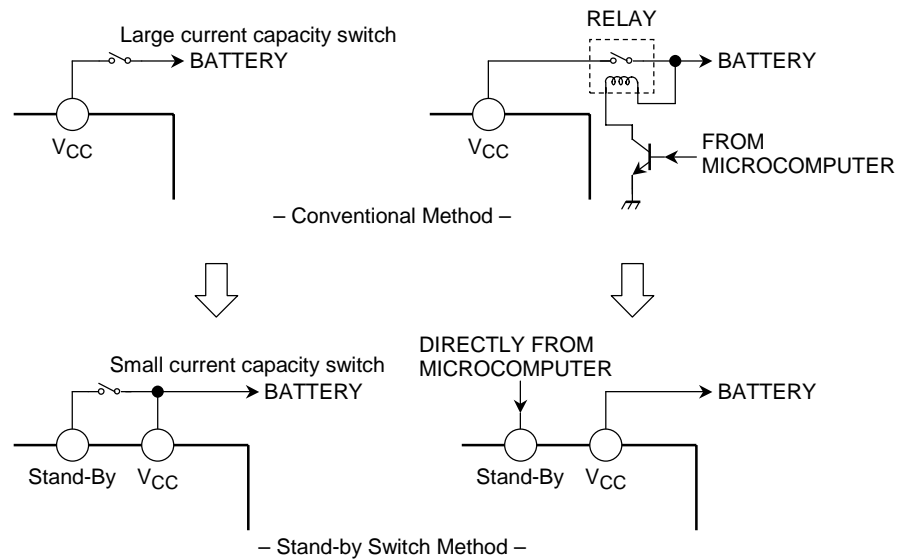 Large current capacity switch
BATTERY
VCC
RELAY
BATTERY
VCC
FROM
MICROCOMPUTER
– Conventional Method –
Small current capacity switch
BATTERY
Stand-By
VCC
DIRECTLY FROM
MICROCOMPUTER
BATTERY
Stand-By
VCC
– Stand-by Switch Method –